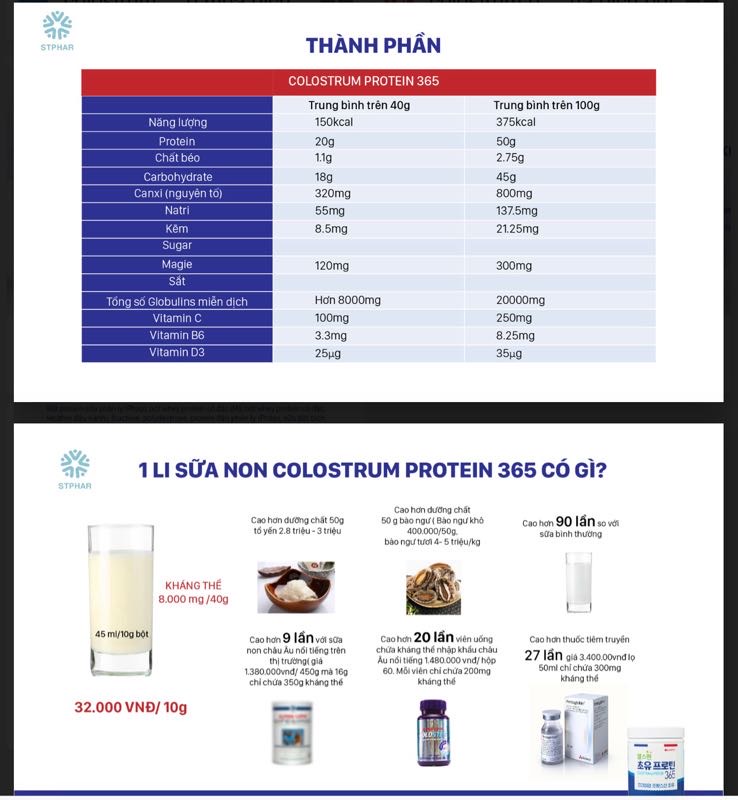 STPHAR
THÀNH PHẦN
COLOSTRUM PROTEIN 365
Trung bình trên 40g Trung bình trên 100g
Năng lượng 150kcal 375kcal
Protein 20g 50g
Chất béo 1.1g 2.75g
Carbohydrate 18g 45g
Canxi (nguyên tố) 320mg 800mg
Natri 55mg 137.5mg
Kẽm 8.5mg 21.25mg
Sugar
Magie 120mg 300mg
Sắt
Tổng số Globulins miễn dịch Hơn 8000mg 20000mg
Vitamin C 100mg 250mg
Vitamin B6 3.3mg 8.25mg
Vitamin D3 25µg 35µg
STPHAR
1 LI SỮA NON COLOSTRUM PROTEIN 365 CÓ GÌ?
KHÁNG THỂ
8.000 mg /40g
45 ml/10g bột
32.000 VNĐ/ 10g
Cao hơn dưỡng chất 50g
tổ yến 2.8 triệu - 3 triệu
Cao hơn dưỡng chất
50 g bào ngư ( Bào ngư khô
400.000/50g,
bào ngư tươi 4- 5 triệu/kg
Cao hơn 90 lần so với
sữa bình thường
Cao hơn 9 lần với sữa
non châu Âu nổi tiếng trên
thị trường( giá
1.380.000vnđ/ 450g mà 16g
chỉ chứa 350g kháng thể
Cao hơn 20 lần viên uống
chứa kháng thể nhập khẩu châu
Âu nổi tiếng 1.480.000 vnđ/ hộp
60. Mỗi viên chỉ chứa 200mg
kháng thể
Cao hơn thuốc tiêm truyền
27 lần giá 3.400.00vnđ lọ
50ml chỉ chứa 300mg
kháng thể
초유 프로틴
365